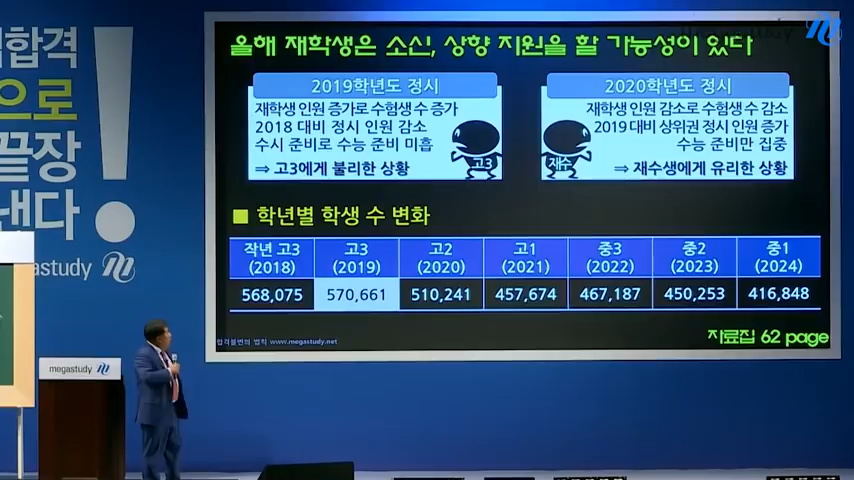 합격
으로
끝장
낸다
!
megastudy
올해 재학생은 소신, 상향 지원을 할 가능성이 있다
2019학년도 정시
재학생 인원 증가로 수험생 수 증가
2018 대비 정시 인원 감소
수시 준비로 수능 준비 미흡
⇒ 고3에게 불리한 상황
고3
2020학년도 정시
재학생 인원 감소로 수험생 수 감소
2019 대비 상위권 정시 인원 증가
수능 준비만 집중
⇒ 재수생에게 유리한 상황
재수
■ 학년별 학생 수 변화
작년 고3 (2018) 고3 (2019) 고2 (2020) 고1 (2021) 중3 (2022) 중2 (2023) 중1 (2024)
568,075 570,661 510,241 457,674 467,187 450,253 416,848
합격불변의 법칙 www.megastudy.net
자료집 62 page
megastudy